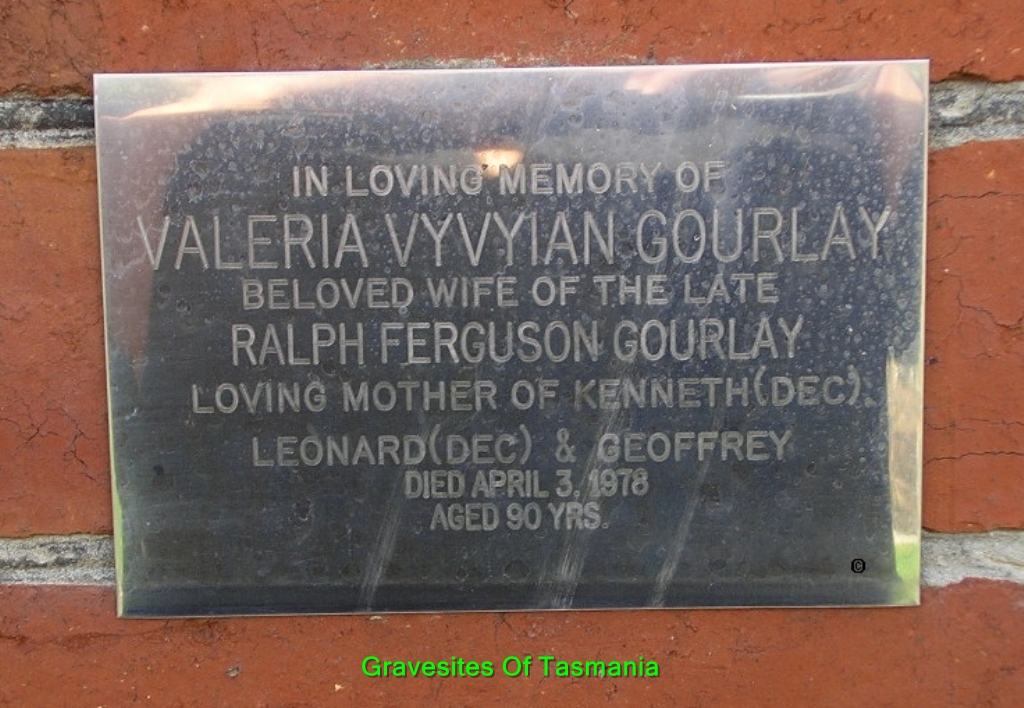 IN LOVING MEMORY OF
VALERIA VYVYIAN GOURLAY
BELOVED WIFE OF THE LATE
RALPH FERGUSON GOURLAY
LOVING MOTHER OF KENNETH(DEC).
LEONARD(DEC) & GEOFFREY
DIED APRIL 3, 1978
AGED 90 YRS.
©
Gravesites Of Tasmania